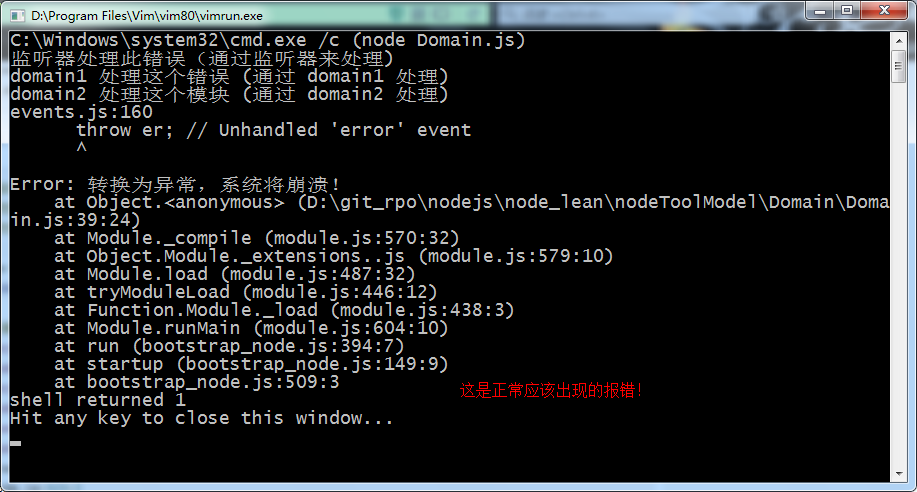 D:\Program Files\Vim\vim80\vimrun.exe
C:\Windows\system32\cmd.exe /c (node Domain.js)
监听器处理此错误（通过监听器来处理)
domain1 处理这个错误 (通过 domain1 处理)
domain2 处理这个模块 (通过 domain2 处理)
events.js:160
      throw er; // Unhandled 'error' event
      ^
Error: 转换为异常，系统将崩溃！
    at Object.<anonymous> (D:\git_repo\nodejs\node_lean\nodeToolModel\Domain\Doma
in.js:39:24)
    at Module._compile (module.js:570:32)
    at Object.Module._extensions..js (module.js:579:10)
    at Module.load (module.js:487:32)
    at tryModuleLoad (module.js:446:12)
    at Function.Module._load (module.js:438:3)
    at Module.runMain (module.js:604:10)
    at run (bootstrap_node.js:394:7)
    at startup (bootstrap_node.js:149:9)
    at bootstrap_node.js:509:3
这是正常应该出现的报错！
shell returned 1
Hit any key to close this window...